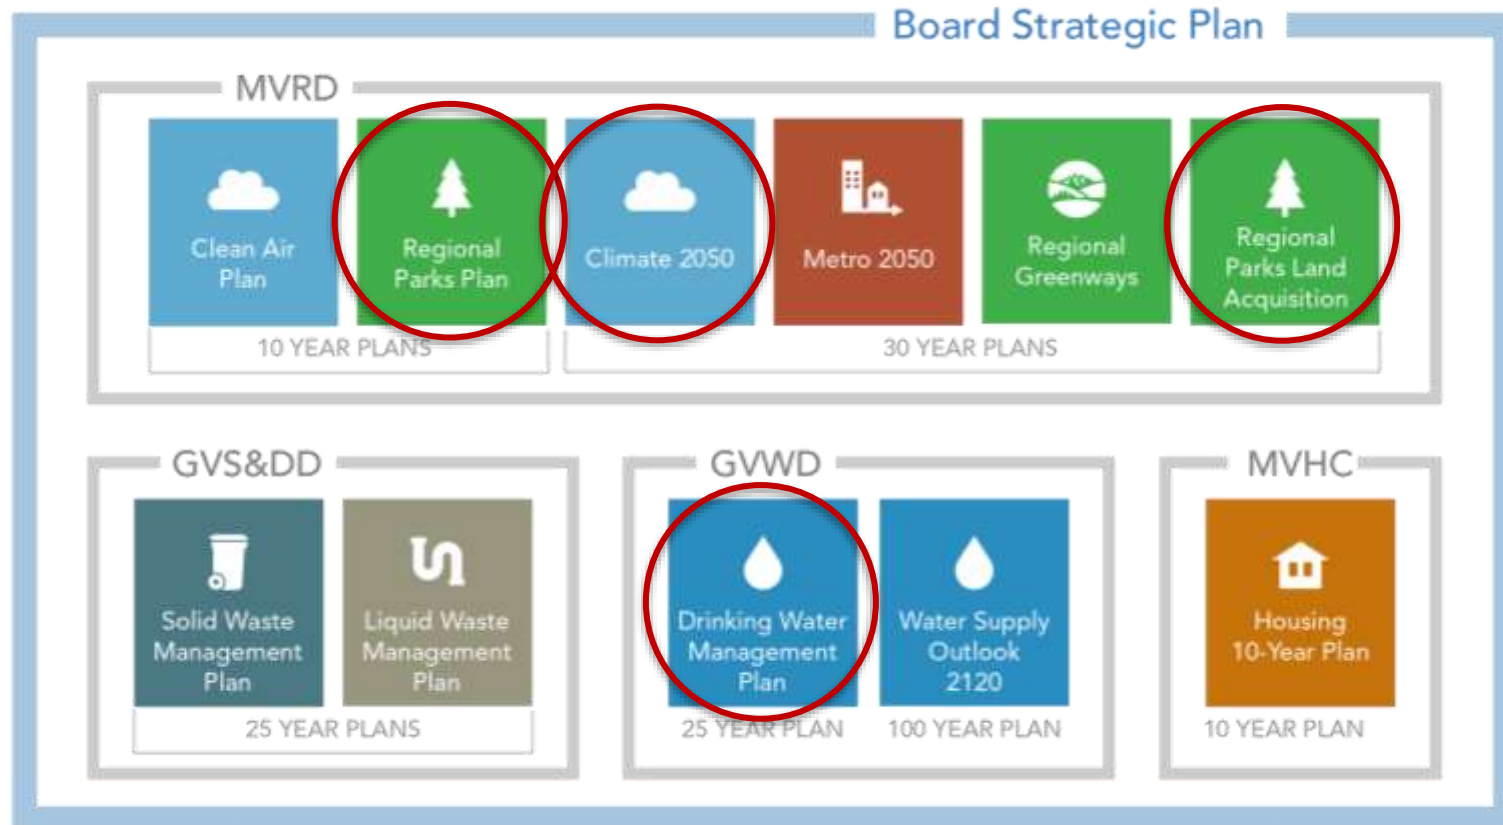 Board Strategic Plan
MVRD
Clean Air
Plan
Regional
Parks Plan
Climate 2050
Metro 2050
Regional
Greenways
Regional
Parks Land
Acquisition
10 YEAR PLANS
30 YEAR PLANS
GVS&DD
Solid Waste
Management
Plan
Liquid Waste
Management
Plan
25 YEAR PLANS
GVWD
Drinking Water
Management
Plan
25 YEAR PLAN
Water Supply
Outlook
2120
100 YEAR PLAN
MVHC
Housing
10-Year Plan
10 YEAR PLAN